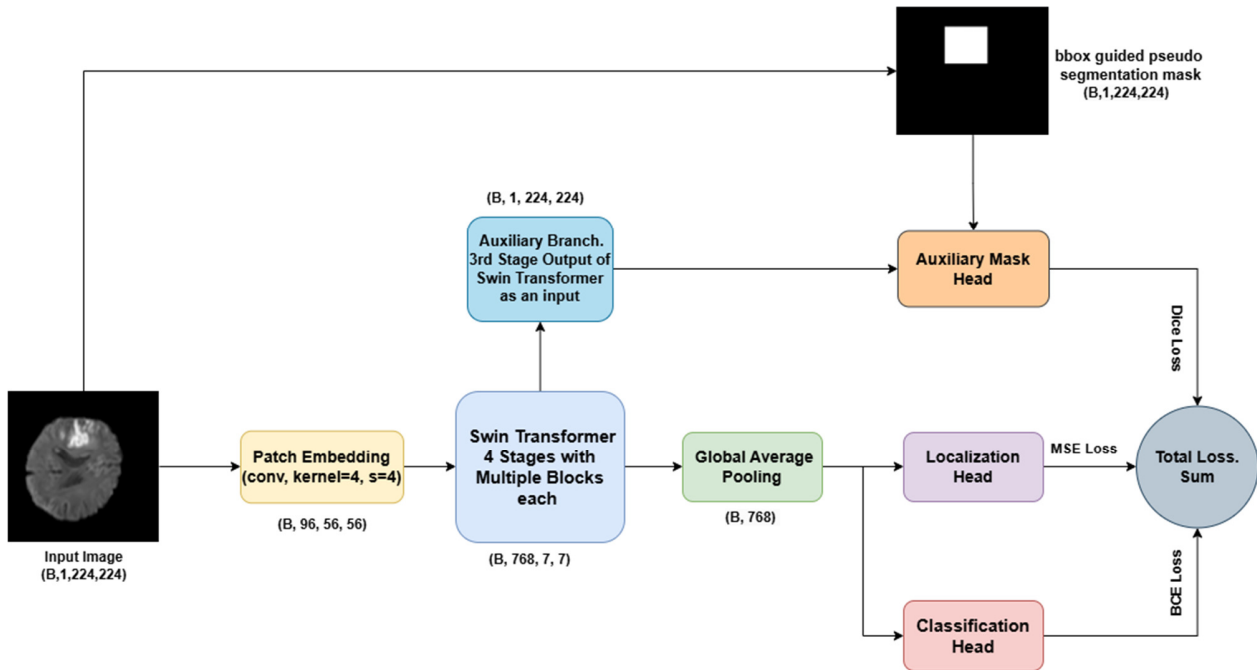 bbox guided pseudo
segmentation mask
(B,1,224,224)
(B, 1, 224, 224)
Auxiliary Branch.
3rd Stage Output of
Swin Transformer
as an input
Auxiliary Mask
Head
Dice Loss
Patch Embedding
(conv, kernel=4, s=4)
(B, 96, 56, 56)
Swin Transformer
4 Stages with
Multiple Blocks
each
(B, 768, 7, 7)
Global Average
Pooling
(B, 768)
Localization
Head
MSE Loss
Total Loss.
Sum
Input Image
(B,1,224,224)
BCE Loss
Classification
Head